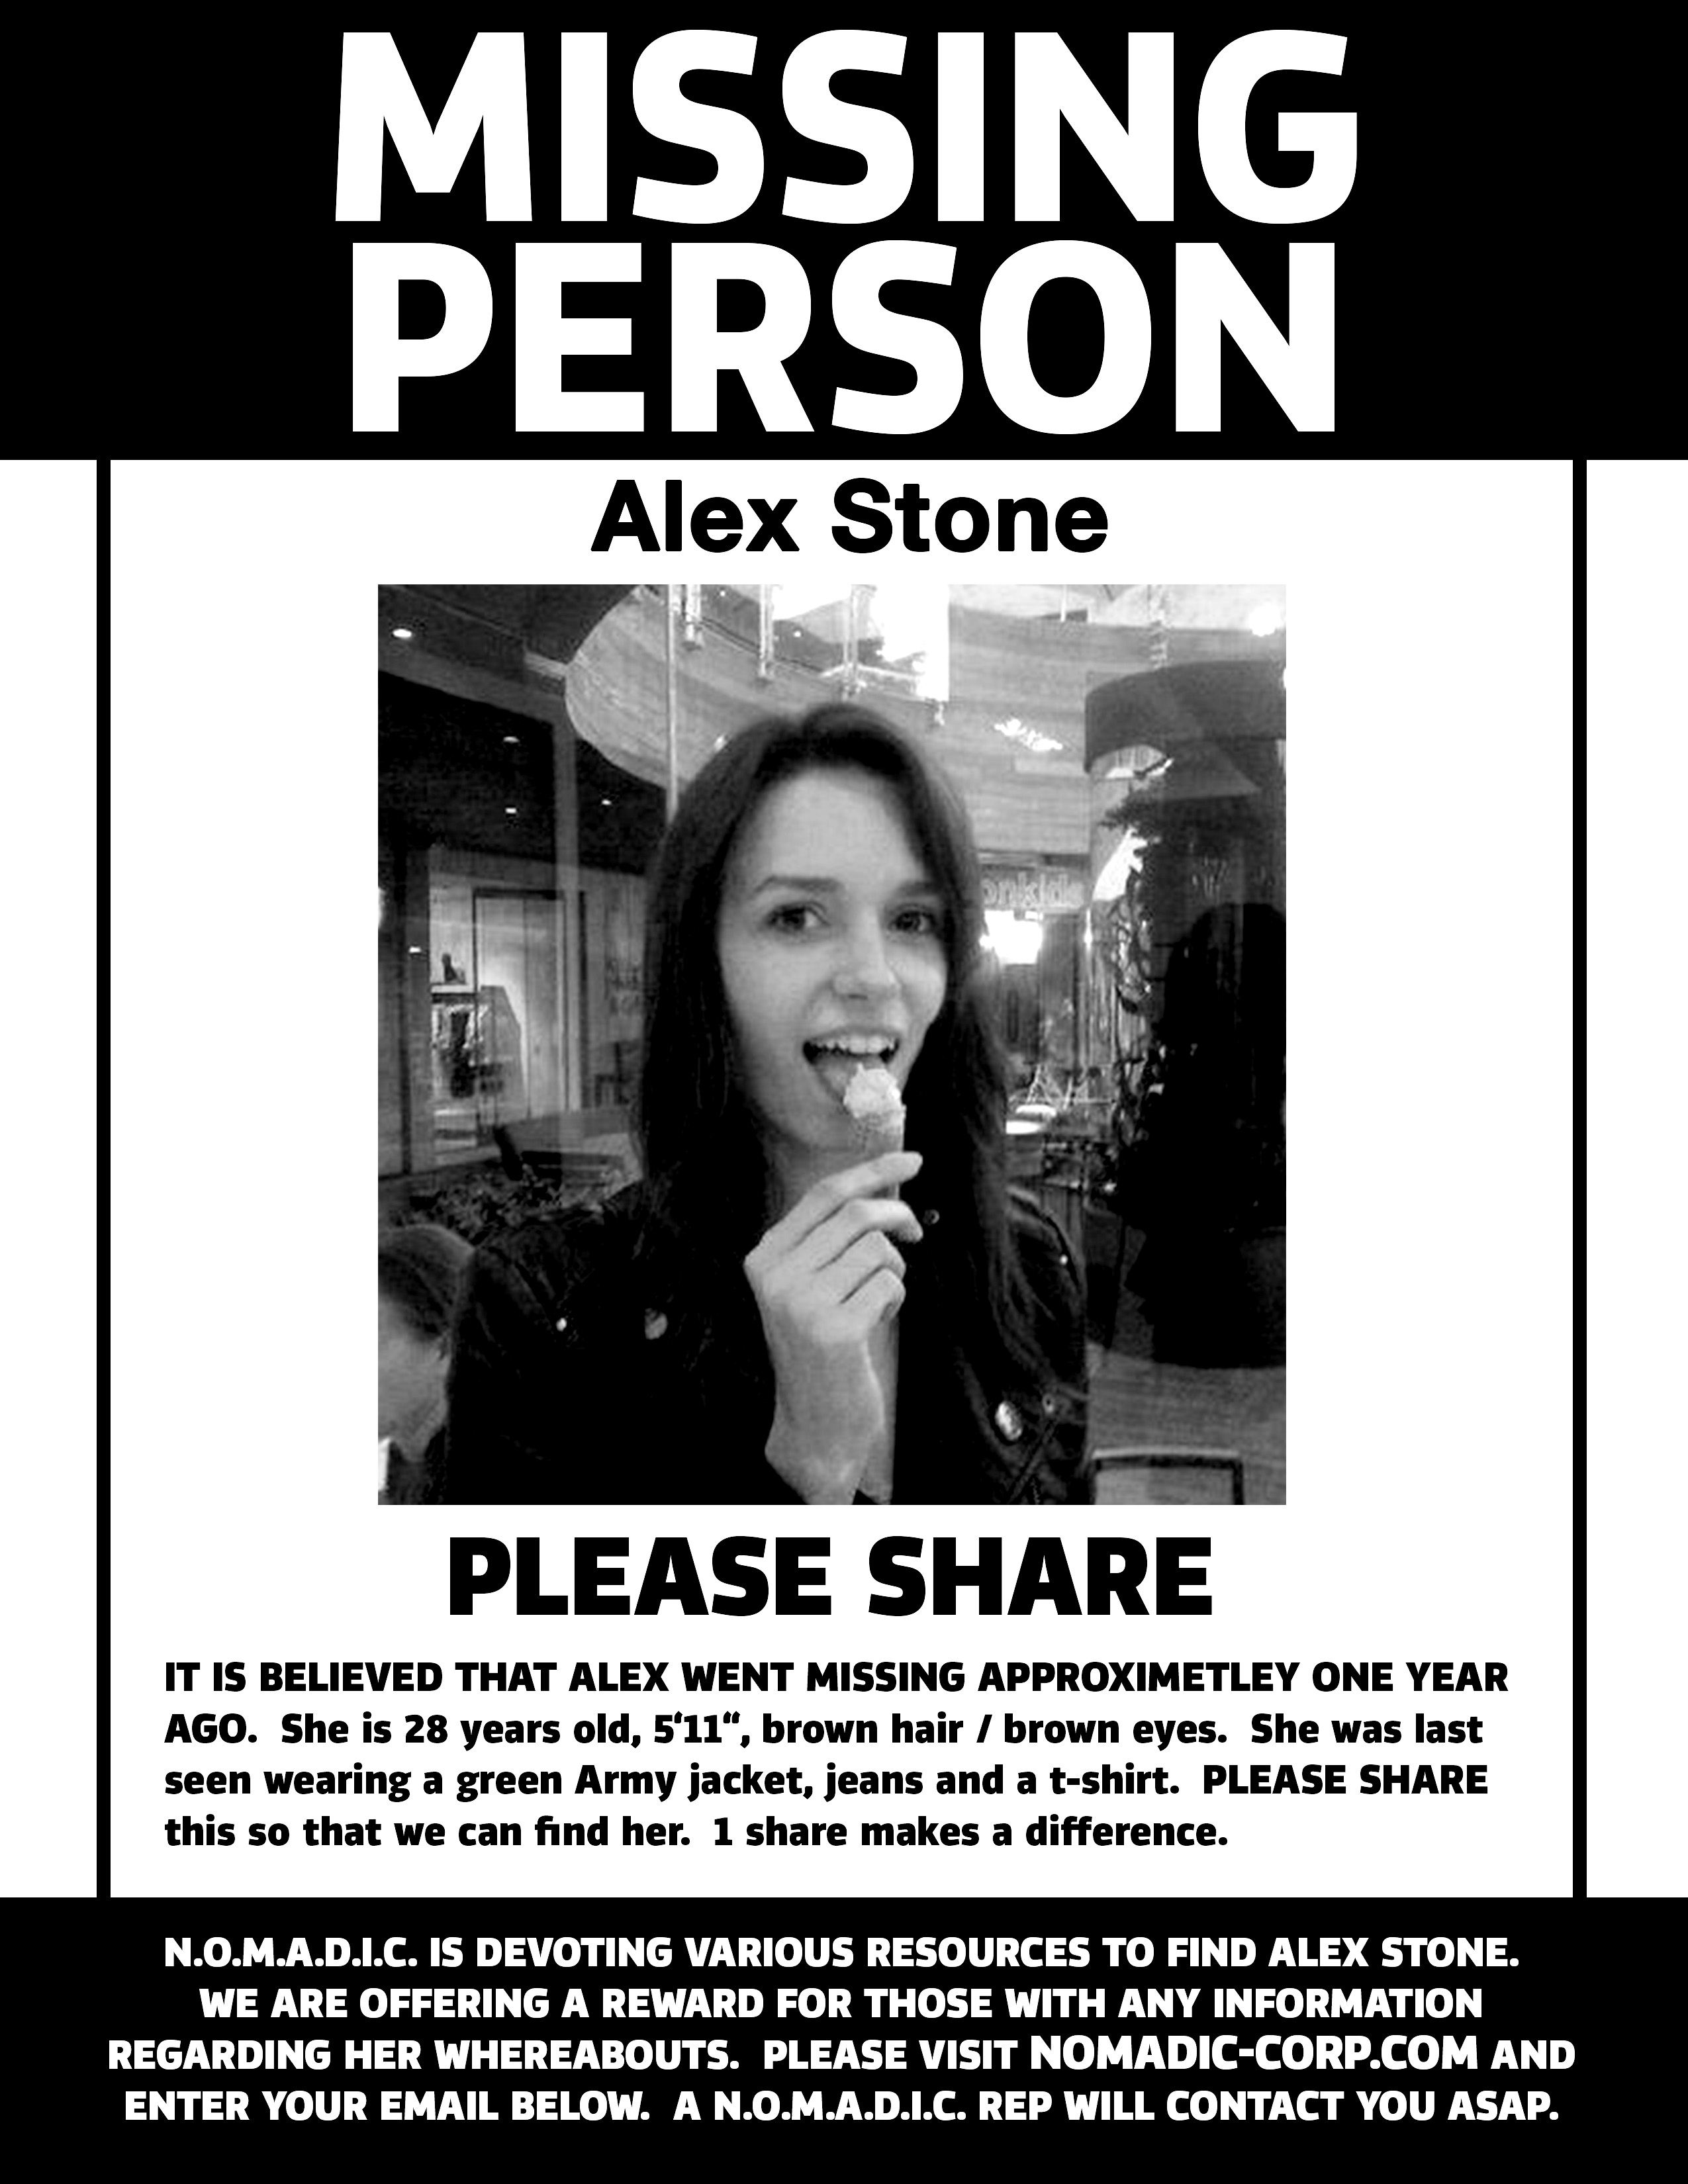 MISSING
PERSON
Alex Stone
onkids
PLEASE SHARE
IT IS BELIEVED THAT ALEX WENT MISSING APPROXIMETLEY ONE YEAR
AGO. She is 28 years old, 5‘11“, brown hair / brown eyes. She was last
seen wearing a green Army jacket, jeans and a t-shirt. PLEASE SHARE
this so that we can find her. 1 share makes a difference.
N.O.M.A.D.I.C. IS DEVOTING VARIOUS RESOURCES TO FIND ALEX STONE.
WE ARE OFFERING A REWARD FOR THOSE WITH ANY INFORMATION
REGARDING HER WHEREABOUTS. PLEASE VISIT NOMADIC-CORP.COM AND
ENTER YOUR EMAIL BELOW. A N.O.M.A.D.I.C. REP WILL CONTACT YOU ASAP.